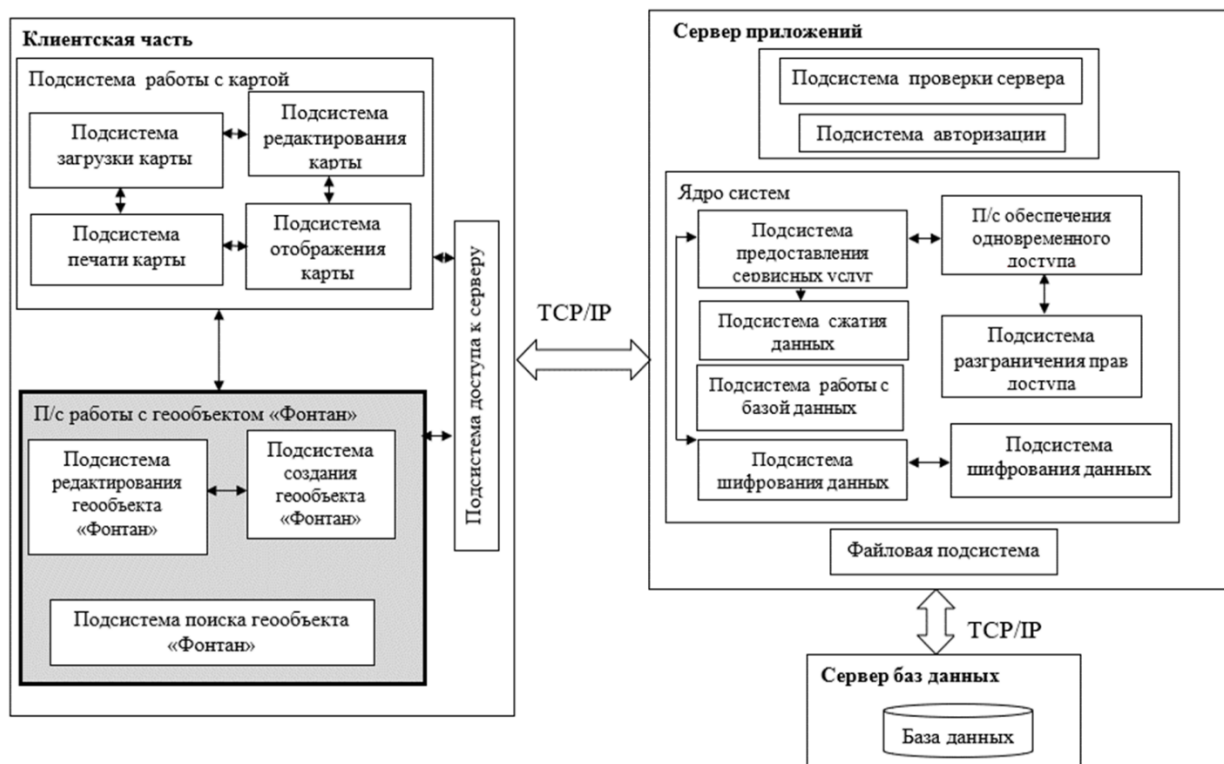 Клиентская часть
Подсистема работы с картой
Подсистема
загрузки карты
Подсистема
редактирования
карты
Подсистема
печати карты
Подсистема
отображения
карты
П/с работы с геообъектом «Фонтан»
Подсистема
редактирования
геообъекта
«Фонтан»
Подсистема
создания
геообъекта
«Фонтан»
Подсистема поиска геообъекта
«Фонтан»
Подсистема доступа к серверу
TCP/IP
Сервер приложений
Подсистема проверки сервера
Подсистема авторизации
Ядро систем
Подсистема
предоставления
сервисных услуг
П/с обеспечения
одновременного
доступа
Подсистема сжатия
данных
Подсистема
разграничения прав
доступа
Подсистема работы с
базой данных
Подсистема
шифрования данных
Подсистема
шифрования данных
Файловая подсистема
TCP/IP
Сервер баз данных
База данных